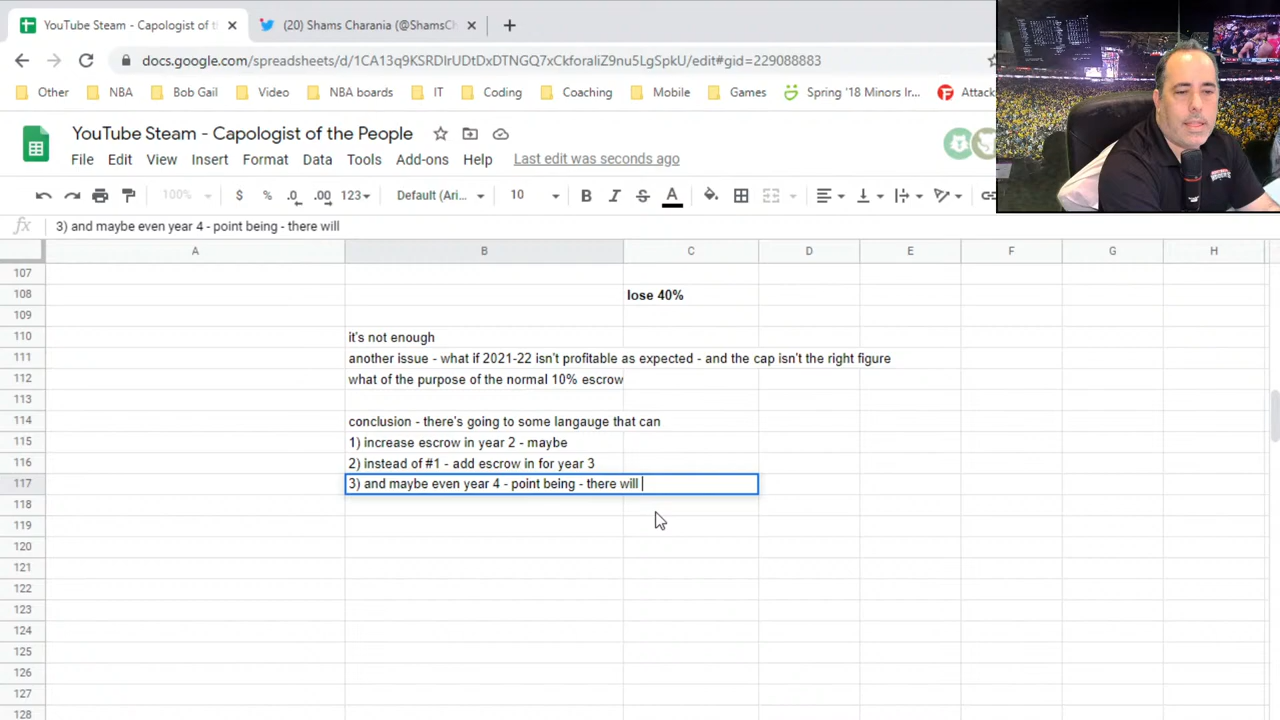 YouTube Steam - Capologist of t
(20) Shams Charania (@ShamsCh
docs.google.com/spreadsheets/d/1CA13q9KSRDIrUDtDxDTNGQ7xCkforaliZ9nu5LgSpkU/edit#gid=229088883
Other NBA Bob Gail Video NBA boards IT Coding Coaching Mobile Games Spring '18 Minors Ir... Attack
YouTube Steam - Capologist of the People
File Edit View Insert Format Data Tools Add-ons Help Last edit was seconds ago
100% $ % .0 .00 123 Default (Ari... 10 B I S A
fx 3) and maybe even year 4 - point being - there will
A B C D E F G H
107
108 lose 40%
109
110 it's not enough
111 another issue - what if 2021-22 isn't profitable as expected - and the cap isn't the right figure
112 what of the purpose of the normal 10% escrow
113
114 conclusion - there's going to some langauge that can
115 1) increase escrow in year 2 - maybe
116 2) instead of #1 - add escrow in for year 3
117 3) and maybe even year 4 - point being - there will
118
119
120
121
122
123
124
125
126
127
128